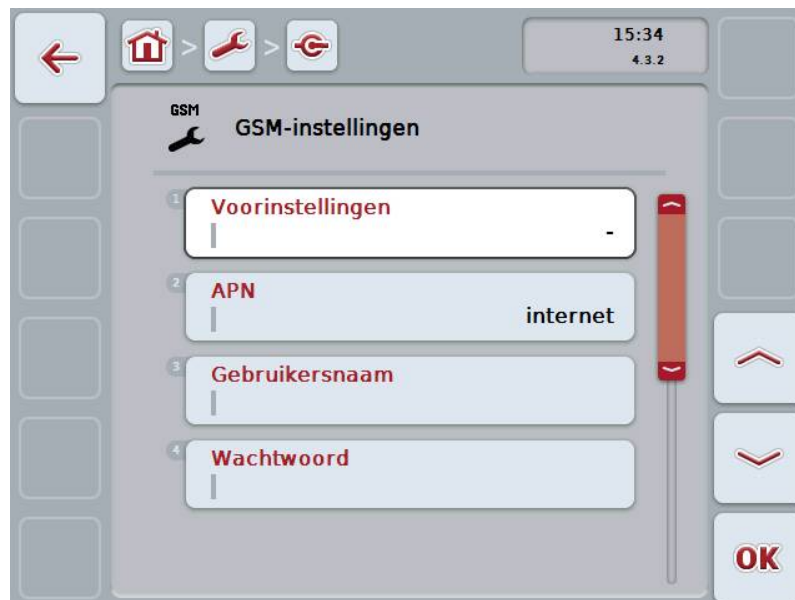 > >
15:34
4.3.2
GSM
GSM-instellingen
1
Voorinstellingen
-
2
APN
internet
3
Gebruikersnaam
4
Wachtwoord
OK